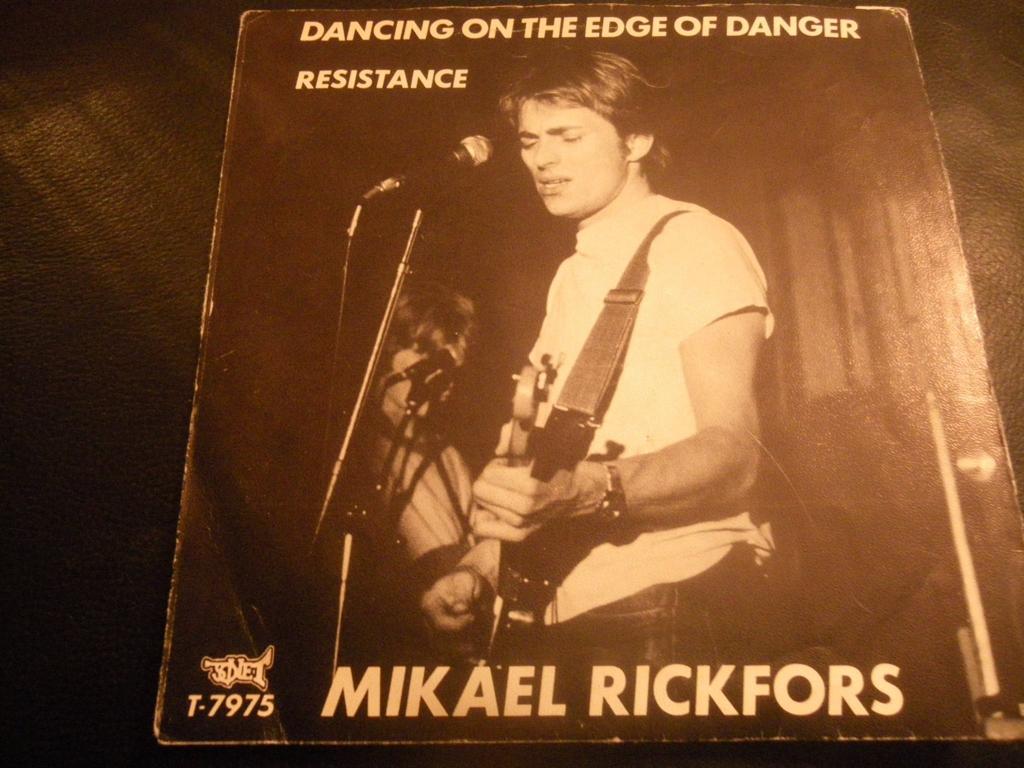 DANCING ON THE EDGE OF DANGER
RESISTANCE
T-7975
MIKAEL RICKFORS